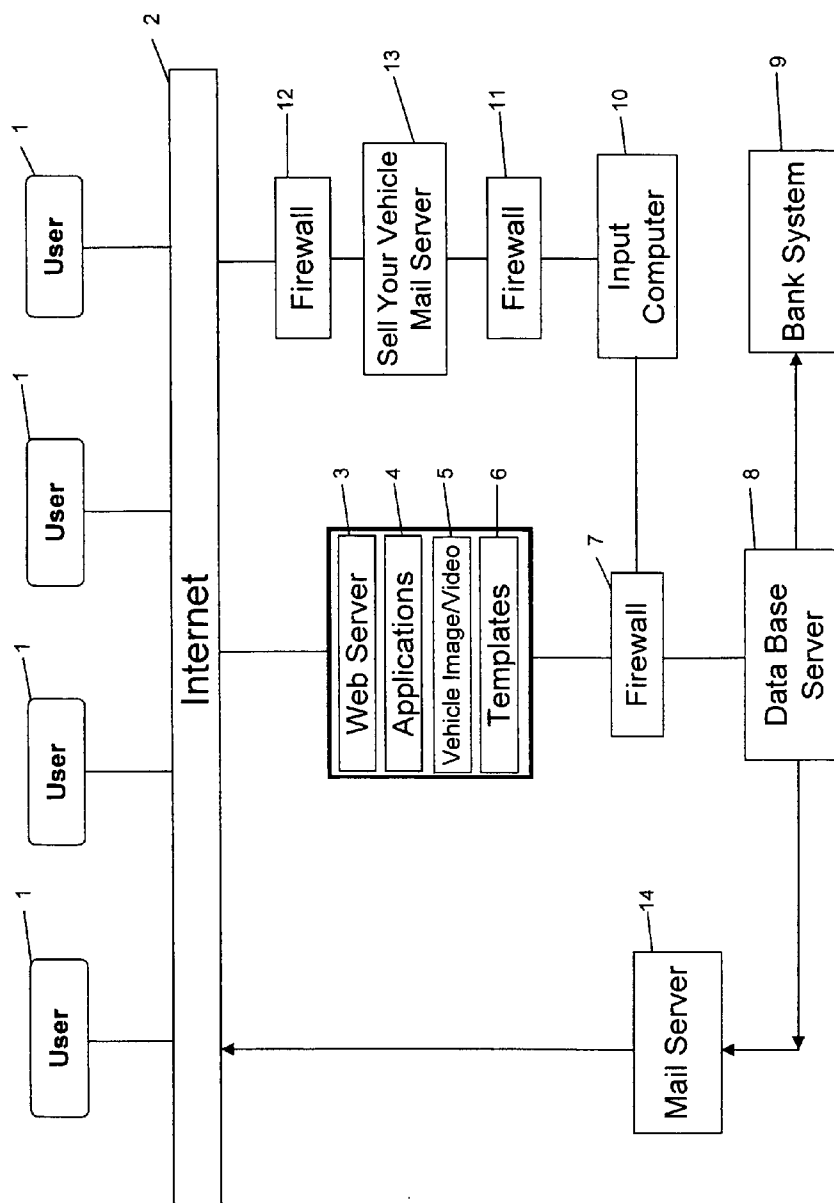 1
User
1
User
1
User
1
User
2
Internet
12
Firewall
13
Sell Your Vehicle
Mail Server
11
Firewall
10
Input
Computer
9
Bank System
3
Web Server
4
Applications
5
Vehicle Image/Video
6
Templates
7
Firewall
8
Data Base
Server
14
Mail Server